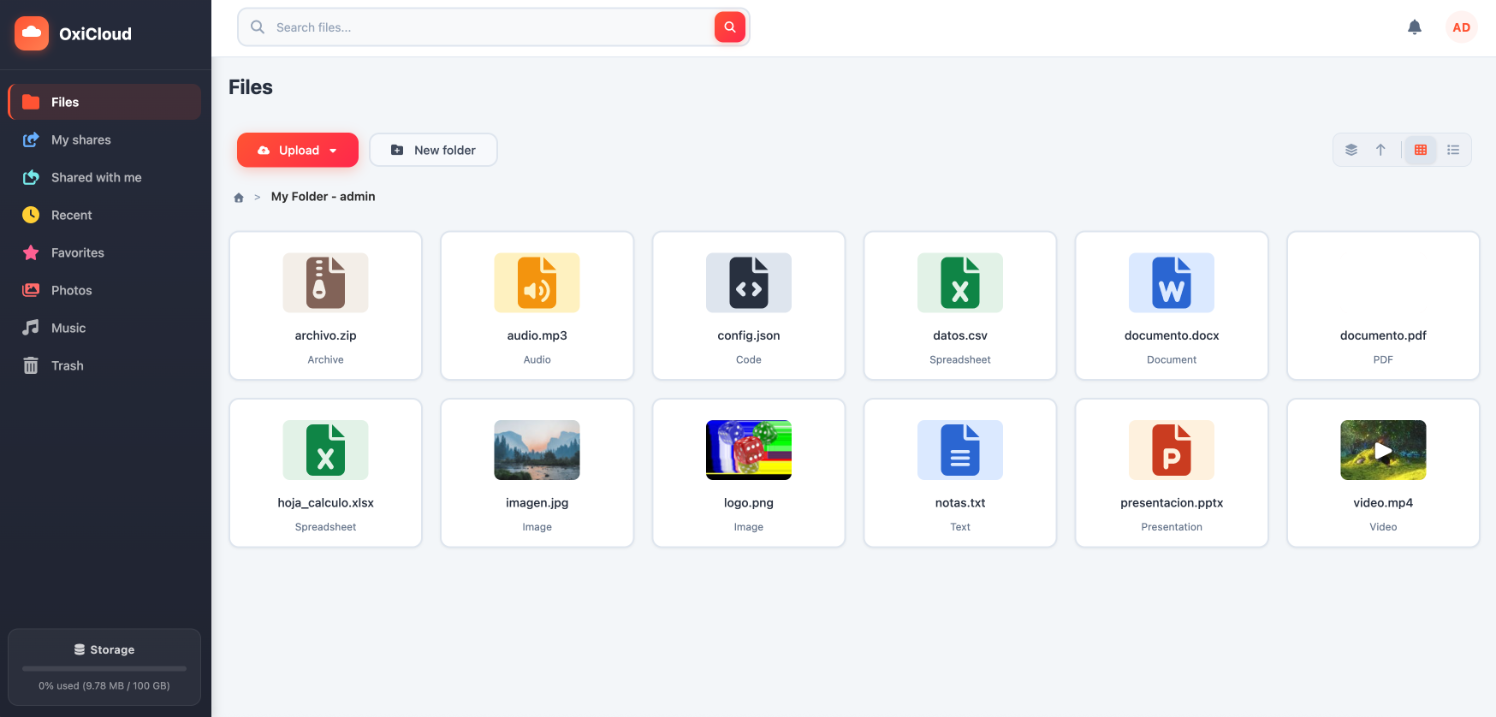 OxiCloud
Search files...
AD
Files
My shares
Shared with me
Recent
Favorites
Photos
Music
Trash
Files
Upload
New folder
> My Folder - admin
archivo.zip
Archive
audio.mp3
Audio
config.json
Code
datos.csv
Spreadsheet
documento.docx
Document
documento.pdf
PDF
hoja_calculo.xlsx
Spreadsheet
imagen.jpg
Image
logo.png
Image
notas.txt
Text
presentacion.pptx
Presentation
video.mp4
Video
Storage
0% used (9.78 MB / 100 GB)